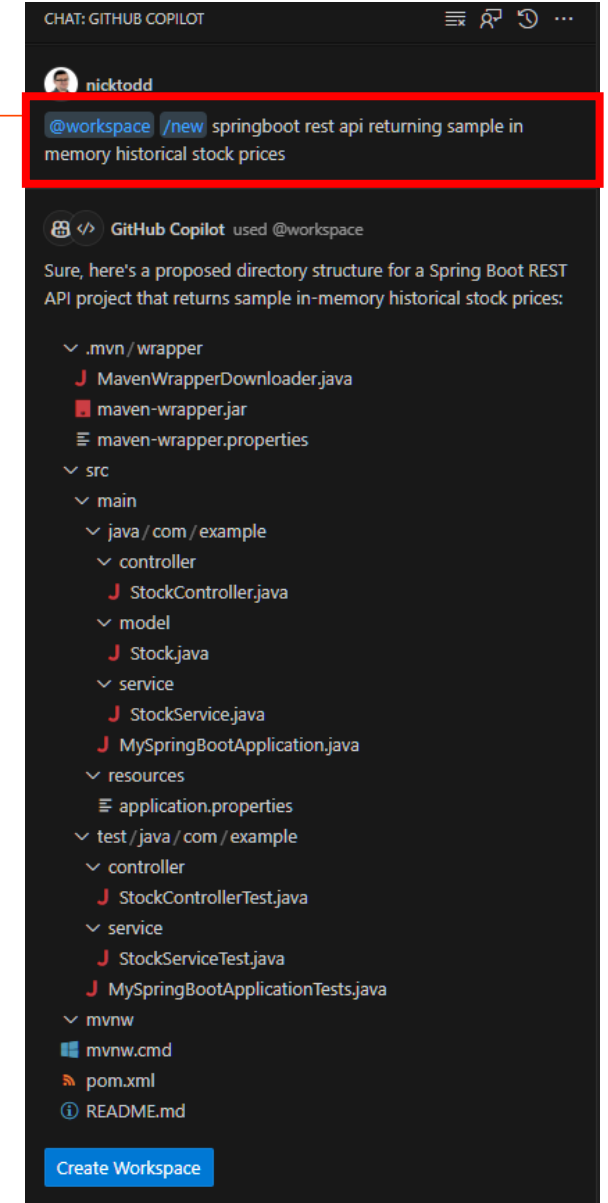 CHAT: GITHUB COPILOT
nicktodd
@workspace /new springboot rest api returning sample in
memory historical stock prices
GitHub Copilot used @workspace
Sure, here's a proposed directory structure for a Spring Boot REST
API project that returns sample in-memory historical stock prices:
.mvn/wrapper
MavenWrapperDownloader.java
maven-wrapper.jar
maven-wrapper.properties
src
main
java/com/example
controller
StockController.java
model
Stock.java
service
StockService.java
MySpringBootApplication.java
resources
application.properties
test/java/com/example
controller
StockControllerTest.java
service
StockServiceTest.java
MySpringBootApplicationTests.java
mvnw
mvnw.cmd
pom.xml
README.md
Create Workspace